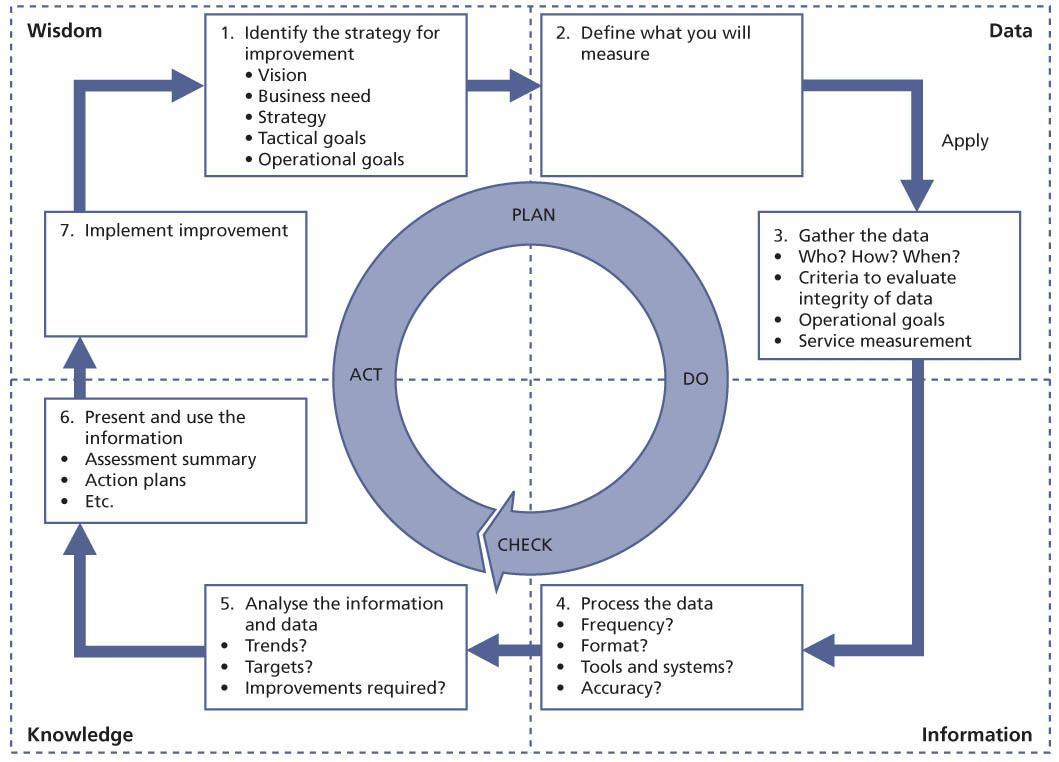 Wisdom
Data
1. Identify the strategy for
improvement
• Vision
• Business need
• Strategy
• Tactical goals
• Operational goals
2. Define what you will
measure
Apply
3. Gather the data
• Who? How? When?
• Criteria to evaluate
integrity of data
• Operational goals
• Service measurement
4. Process the data
• Frequency?
• Format?
• Tools and systems?
• Accuracy?
5. Analyse the information
and data
• Trends?
• Targets?
• Improvements required?
6. Present and use the
information
• Assessment summary
• Action plans
• Etc.
7. Implement improvement
PLAN
DO
CHECK
ACT
Knowledge
Information